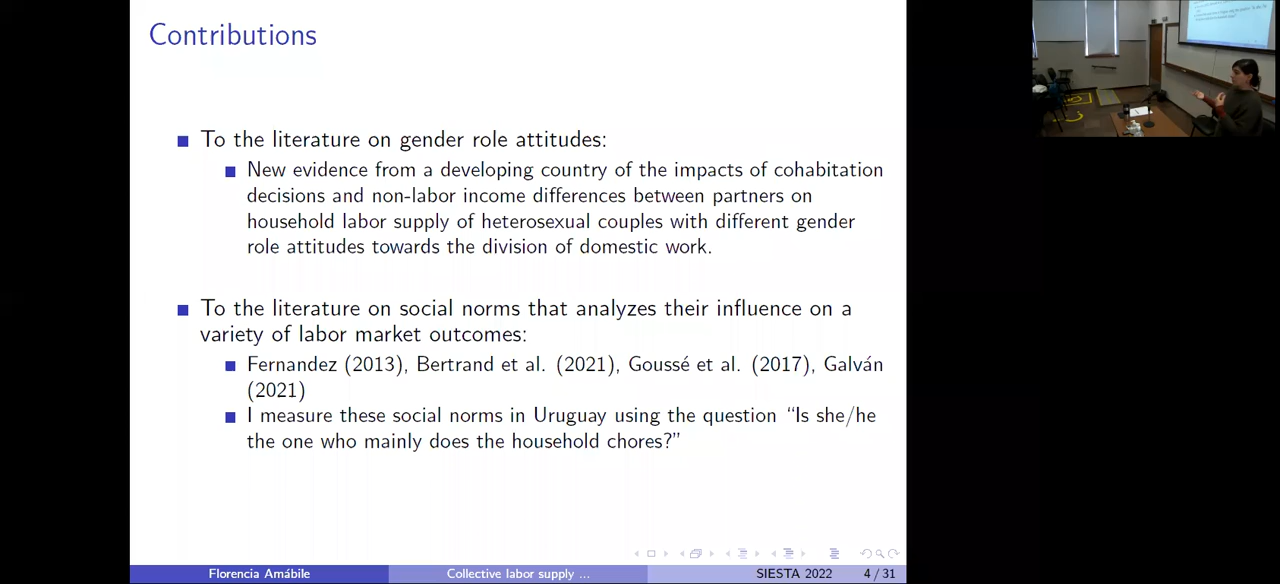 Contributions
To the literature on gender role attitudes:
New evidence from a developing country of the impacts of cohabitation
decisions and non-labor income differences between partners on
household labor supply of heterosexual couples with different gender
role attitudes towards the division of domestic work.
To the literature on social norms that analyzes their influence on a
variety of labor market outcomes:
Fernandez (2013), Bertrand et al. (2021), Goussé et al. (2017), Galván
(2021)
I measure these social norms in Uruguay using the question “Is she/he
the one who mainly does the household chores?”
Florencia Amábile
Collective labor supply ...
SIESTA 2022
4 / 31